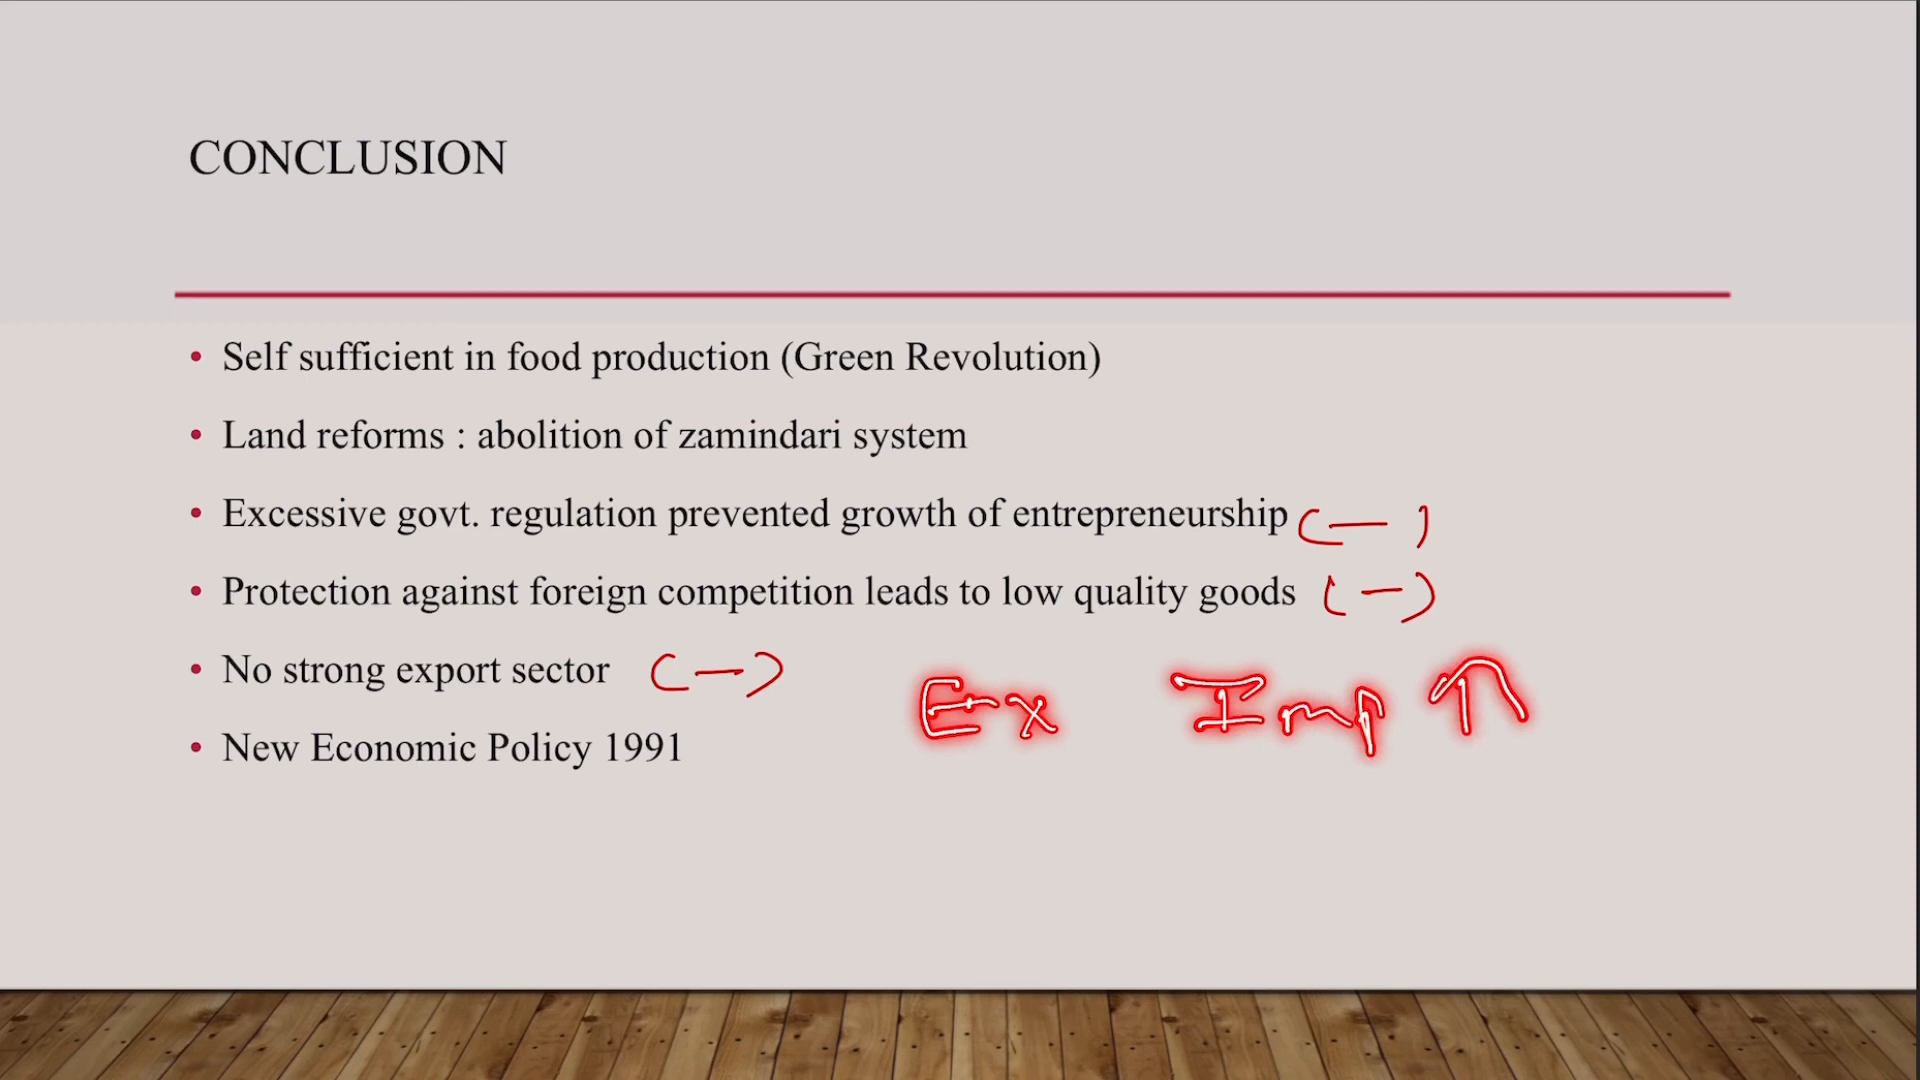 CONCLUSION
• Self sufficient in food production (Green Revolution)
• Land reforms : abolition of zamindari system
• Excessive govt. regulation prevented growth of entrepreneurship (—)
• Protection against foreign competition leads to low quality goods (—)
• No strong export sector (—)
Ex Imp ↑
• New Economic Policy 1991